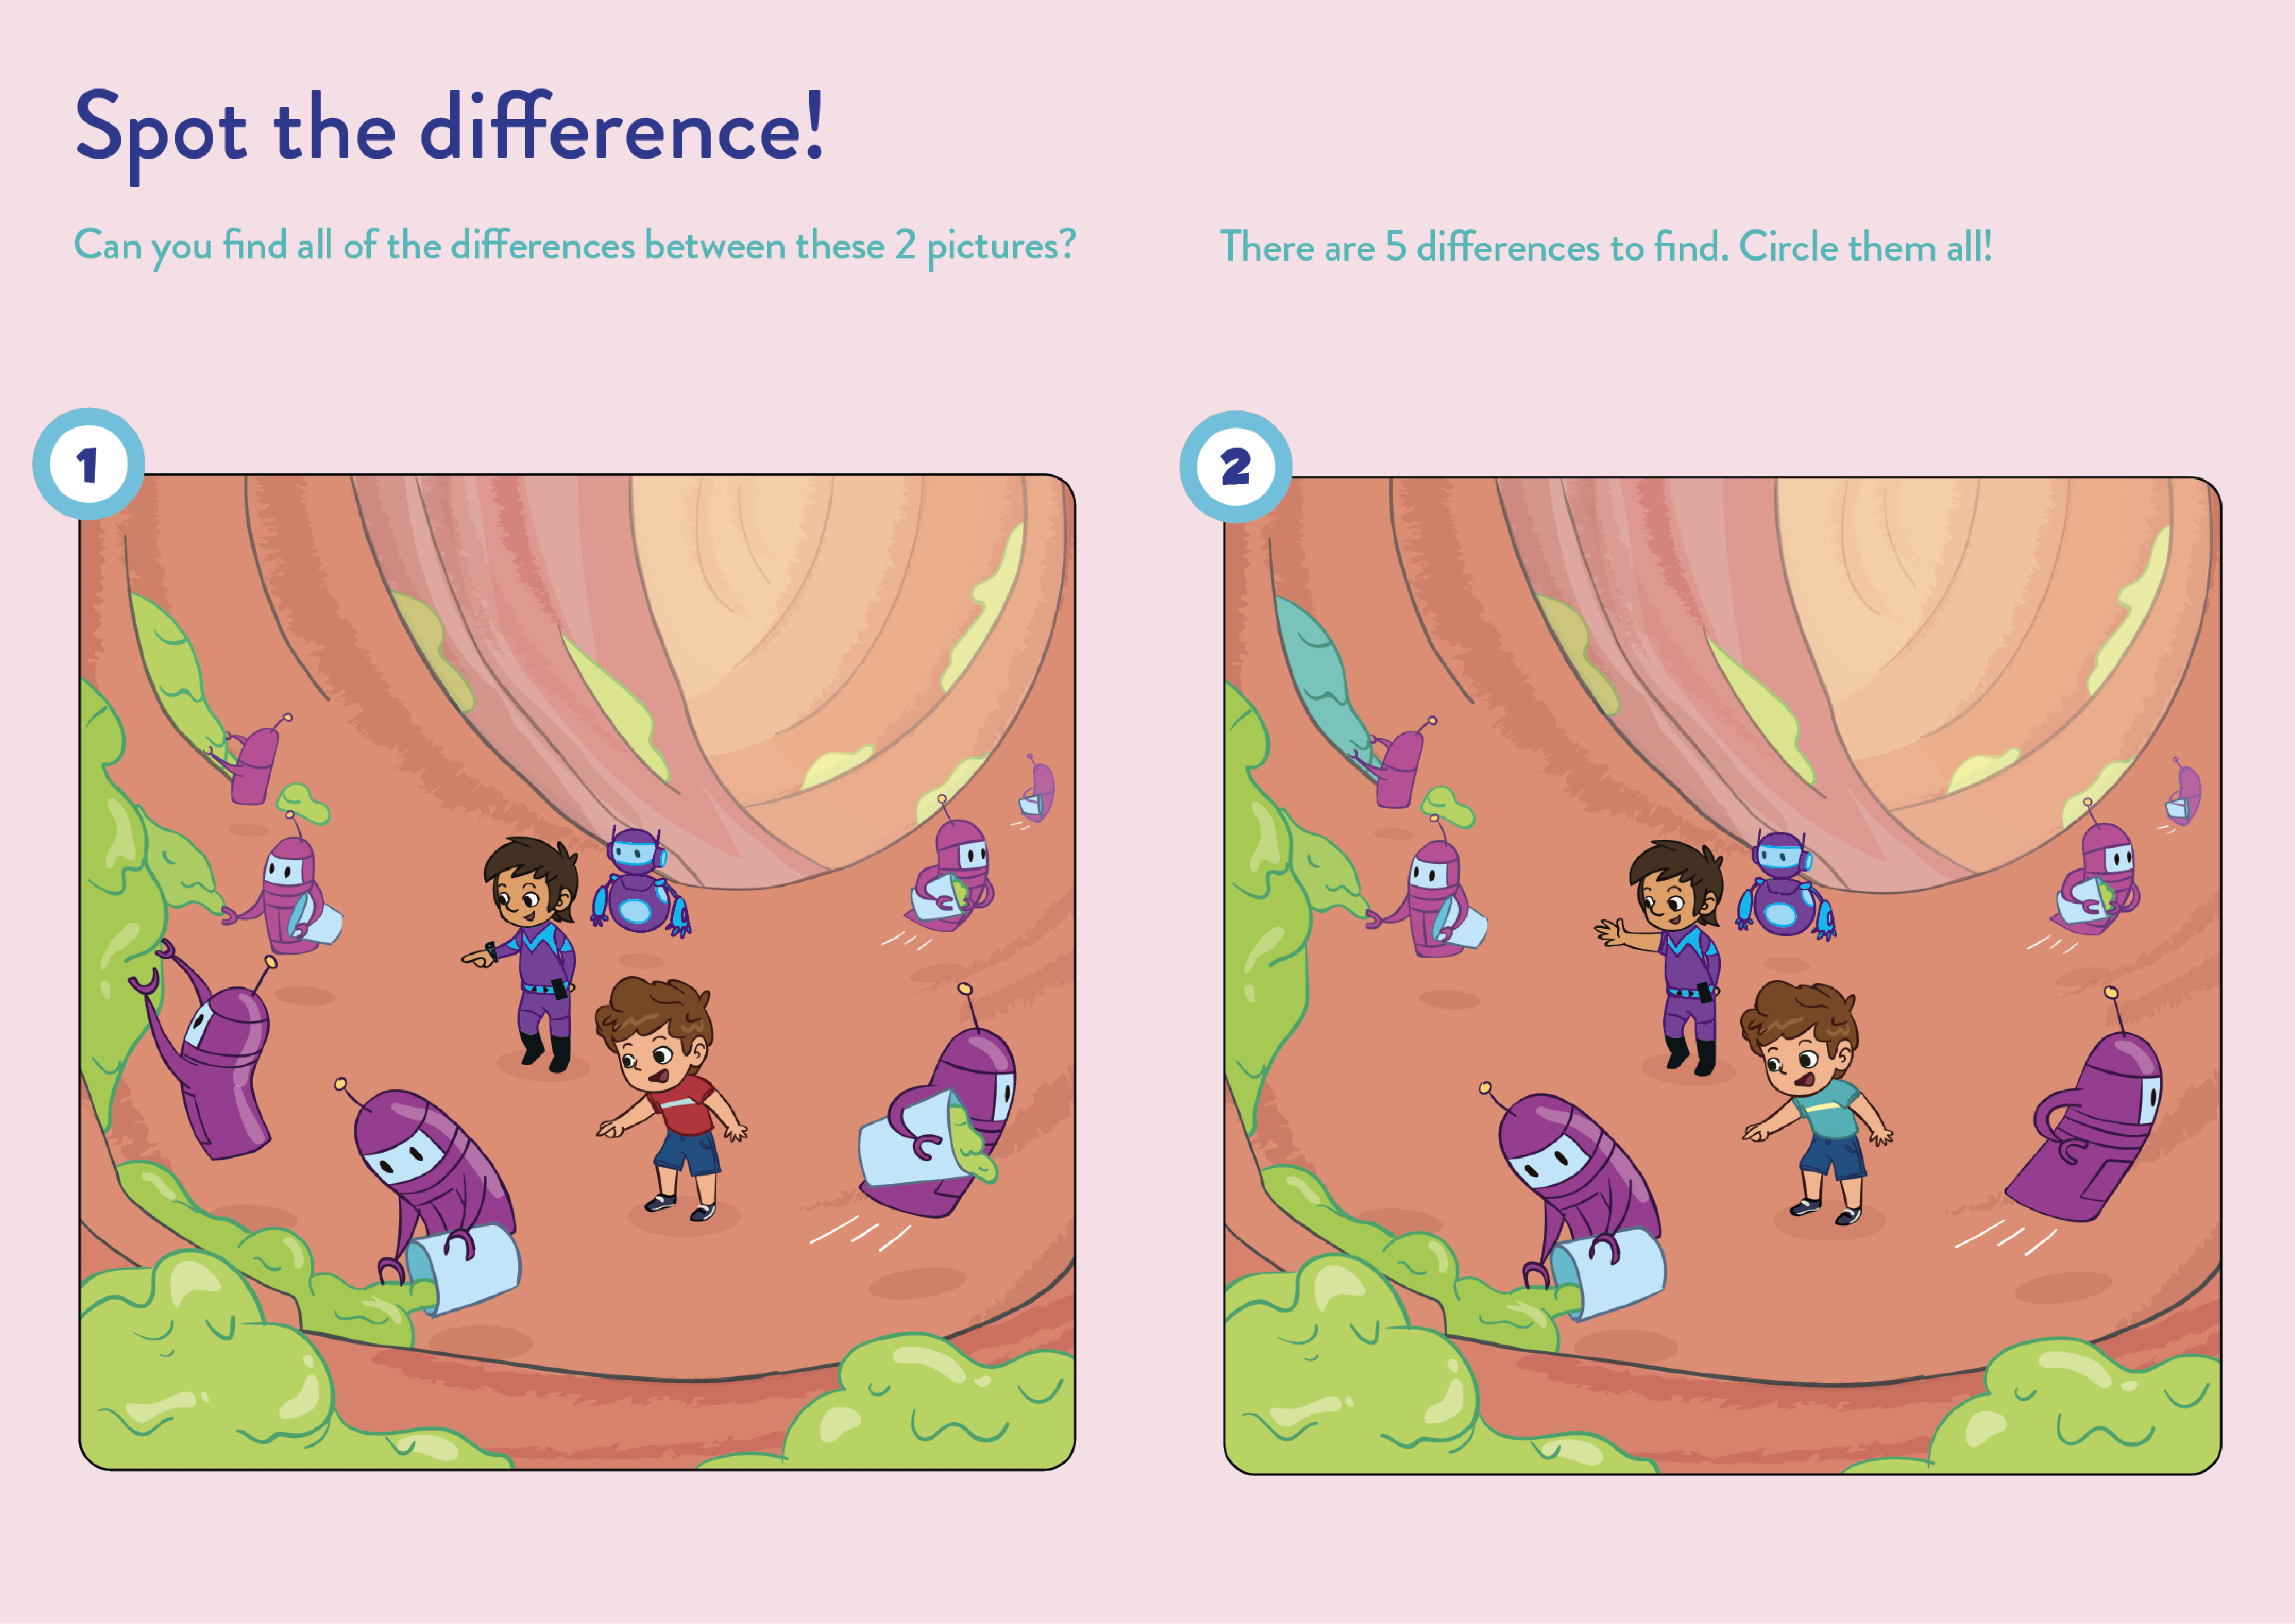 Spot the difference!
Can you find all of the differences between these 2 pictures?
There are 5 differences to find. Circle them all!
1
2